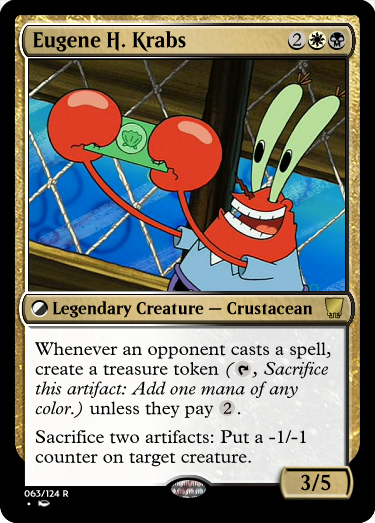 Eugene H. Krabs 2
Legendary Creature — Crustacean
Whenever an opponent casts a spell,
create a treasure token (, Sacrifice
this artifact: Add one mana of any
color.) unless they pay 2.
Sacrifice two artifacts: Put a -1/-1
counter on target creature.
3/5
063/124 R